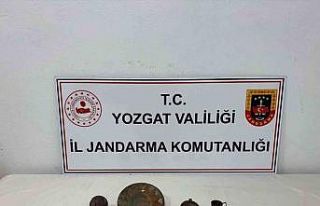 T.C.
YOZGAT VALİLİĞİ
İL JANDARMA KOMUTANLIĞI